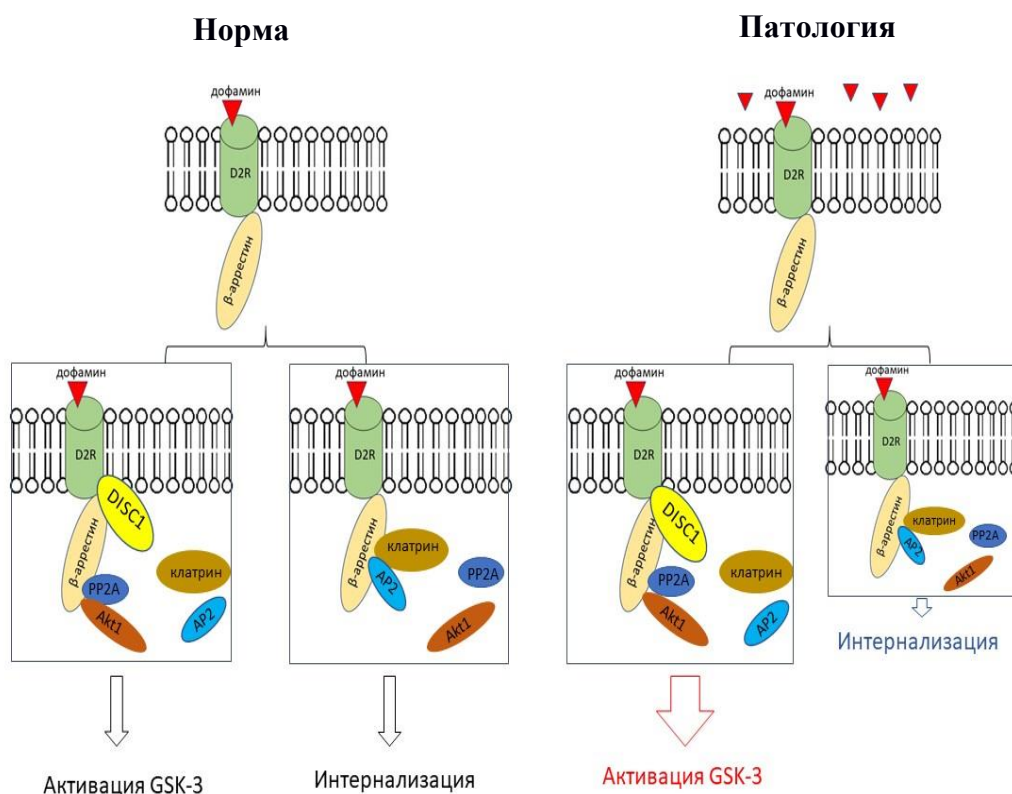 Норма
Патология
дофамин
D2R
β-аррестин
дофамин
D2R
β-аррестин
дофамин
D2R
DISC1
β-аррестин
PP2A
Akt1
клатрин
AP2
Активация GSK-3
дофамин
D2R
β-аррестин
клатрин
AP2
PP2A
Akt1
Интернализация
дофамин
D2R
DISC1
β-аррестин
PP2A
Akt1
клатрин
AP2
Активация GSK-3
дофамин
D2R
β-аррестин
клатрин
AP2
PP2A
Akt1
Интернализация